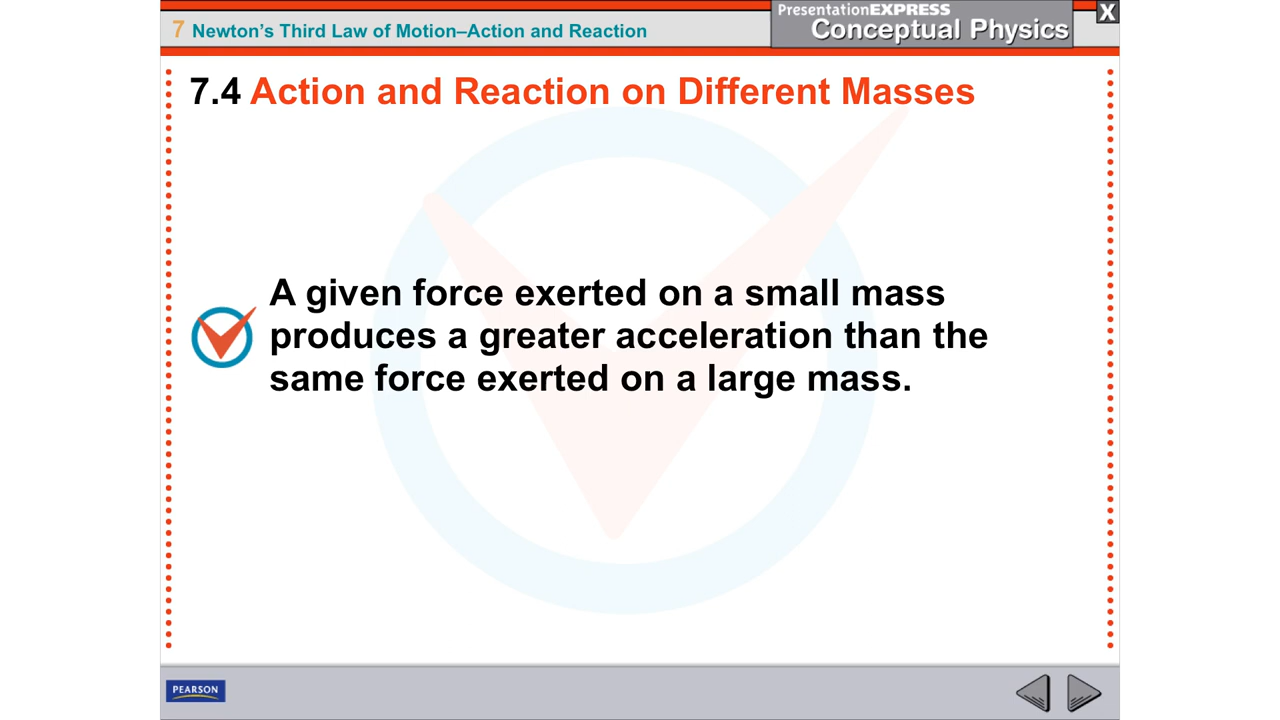 PresentationEXPRESS
Conceptual Physics
X
7 Newton's Third Law of Motion–Action and Reaction
7.4 Action and Reaction on Different Masses
A given force exerted on a small mass
produces a greater acceleration than the
same force exerted on a large mass.
PEARSON